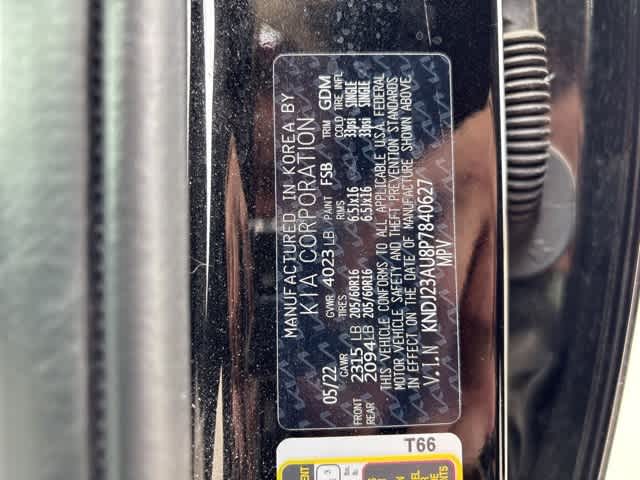 MANUFACTURED IN KOREA BY
KIA CORPORATION
05/22 GVWR 4023 LB PAINT FSB TRIM GDM
GAWR TIRES RIMS COLD TIRE INFL
FRONT 2315 LB 205/60R16 6.5Jx16 33psi SINGLE
REAR 2094 LB 205/60R16 6.5Jx16 33psi SINGLE
THIS VEHICLE CONFORMS TO ALL APPLICABLE U.S.A. FEDERAL
MOTOR VEHICLE SAFETY AND THEFT PREVENTION STANDARDS
IN EFFECT ON THE DATE OF MANUFACTURE SHOWN ABOVE.
V.I.N KNDJ23AU8P7840627
MPV
T66